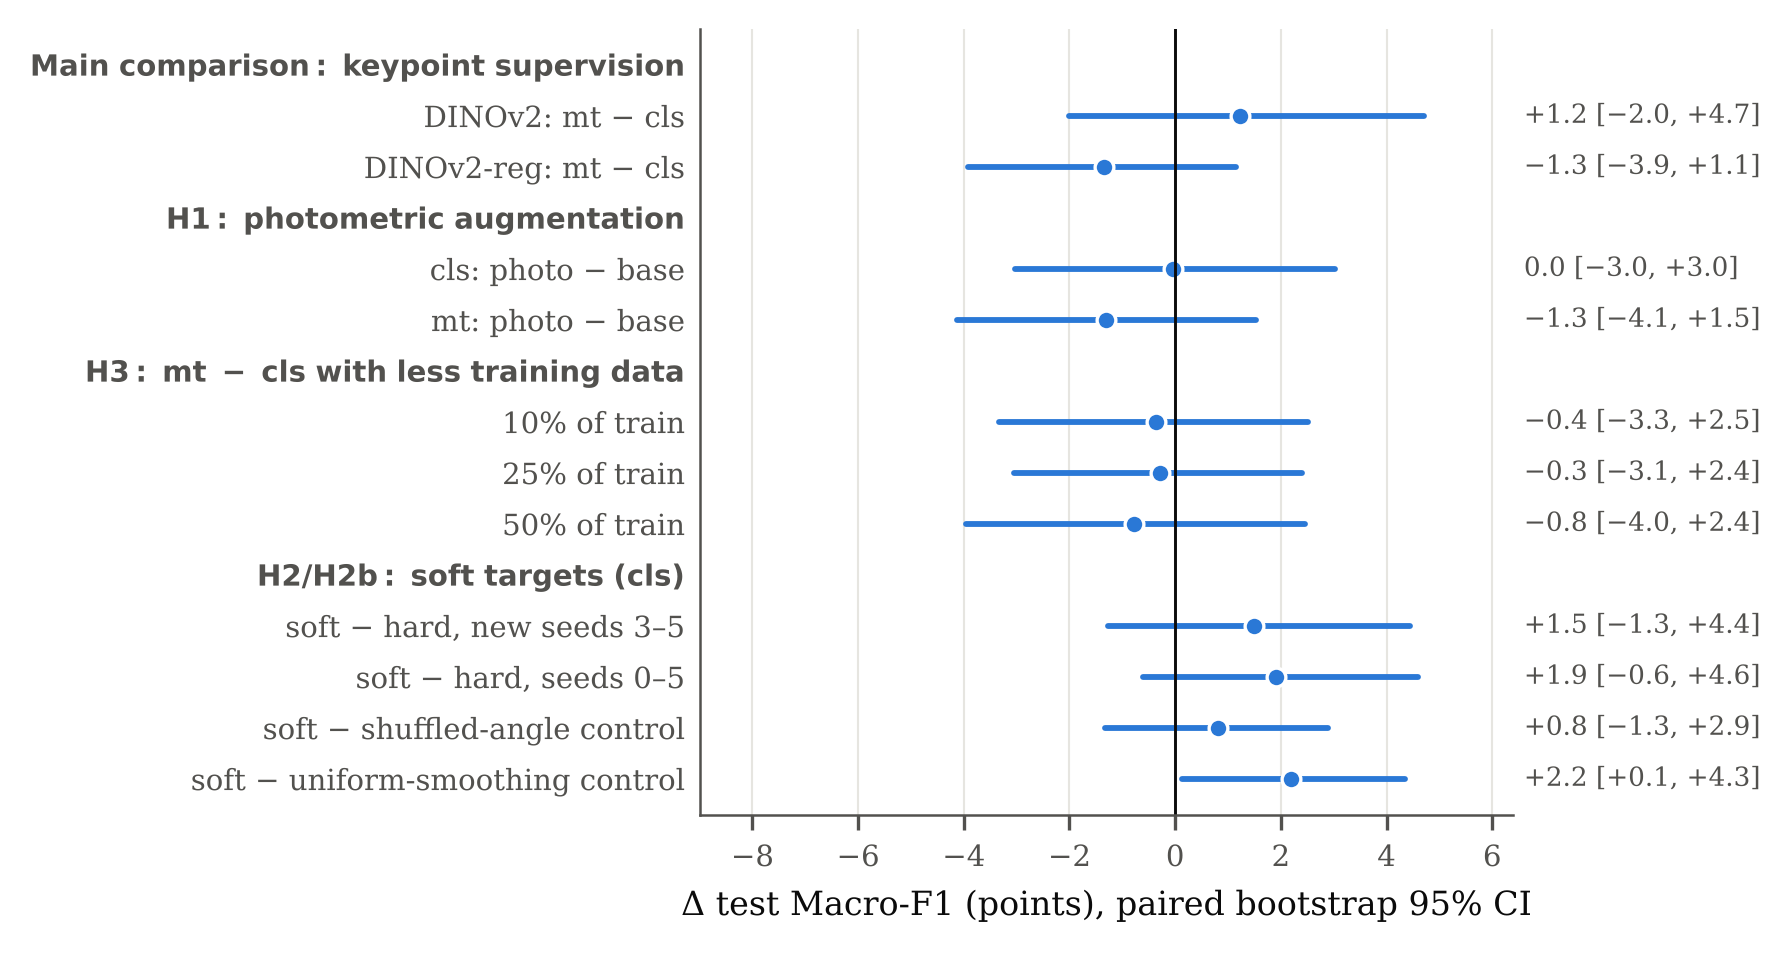 Main comparison: keypoint supervision
DINOv2: mt − cls +1.2 [−2.0, +4.7]
DINOv2-reg: mt − cls −1.3 [−3.9, +1.1]
H1: photometric augmentation
cls: photo − base 0.0 [−3.0, +3.0]
mt: photo − base −1.3 [−4.1, +1.5]
H3: mt − cls with less training data
10% of train −0.4 [−3.3, +2.5]
25% of train −0.3 [−3.1, +2.4]
50% of train −0.8 [−4.0, +2.4]
H2/H2b: soft targets (cls)
soft − hard, new seeds 3–5 +1.5 [−1.3, +4.4]
soft − hard, seeds 0–5 +1.9 [−0.6, +4.6]
soft − shuffled-angle control +0.8 [−1.3, +2.9]
soft − uniform-smoothing control +2.2 [+0.1, +4.3]
−8 −6 −4 −2 0 2 4 6
Δ test Macro-F1 (points), paired bootstrap 95% CI